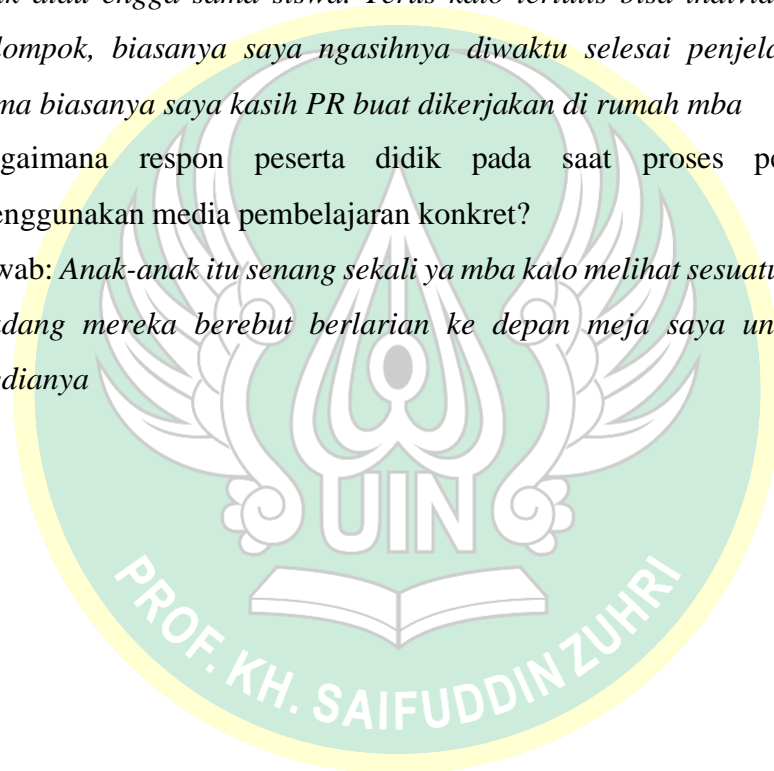 ak atau engga sama siswa. Terus kalo tertulis bisa individ
lompok, biasanya saya ngasihnya diwaktu selesai penjela
ma biasanya saya kasih PR buat dikerjakan di rumah mba
gaimana respon peserta didik pada saat proses pe
enggunakan media pembelajaran konkret?
wab: Anak-anak itu senang sekali ya mba kalo melihat sesuatu
adang mereka berebut berlarian ke depan meja saya un
edianya
UIN
PROF. KH. SAIFUDDIN ZUHRI